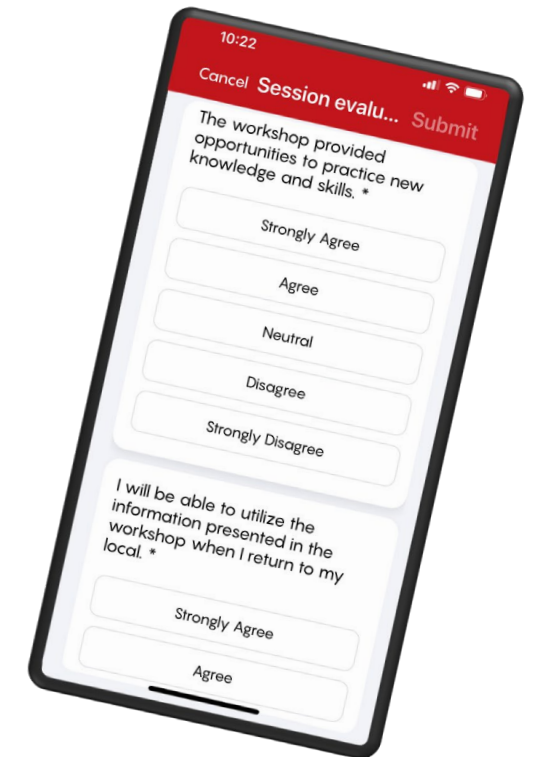 10:22
Cancel Session evalu... Submit
The workshop provided
opportunities to practice new
knowledge and skills. *
Strongly Agree
Agree
Neutral
Disagree
Strongly Disagree
I will be able to utilize the
information presented in the
workshop when I return to my
local. *
Strongly Agree
Agree